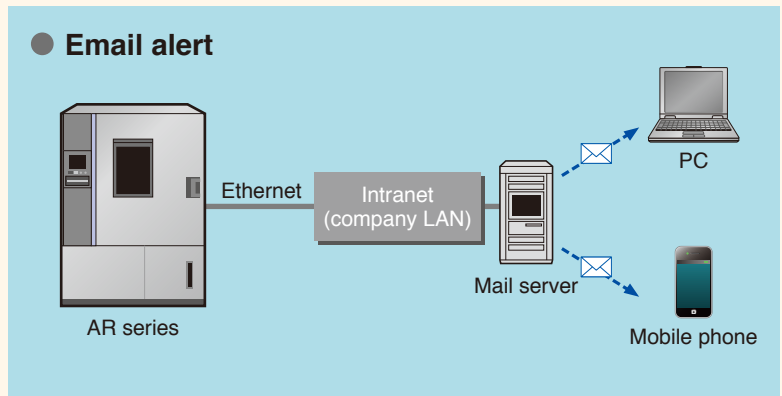 Email alert
Ethernet
Intranet
(company LAN)
PC
Mail server
AR series
Mobile phone